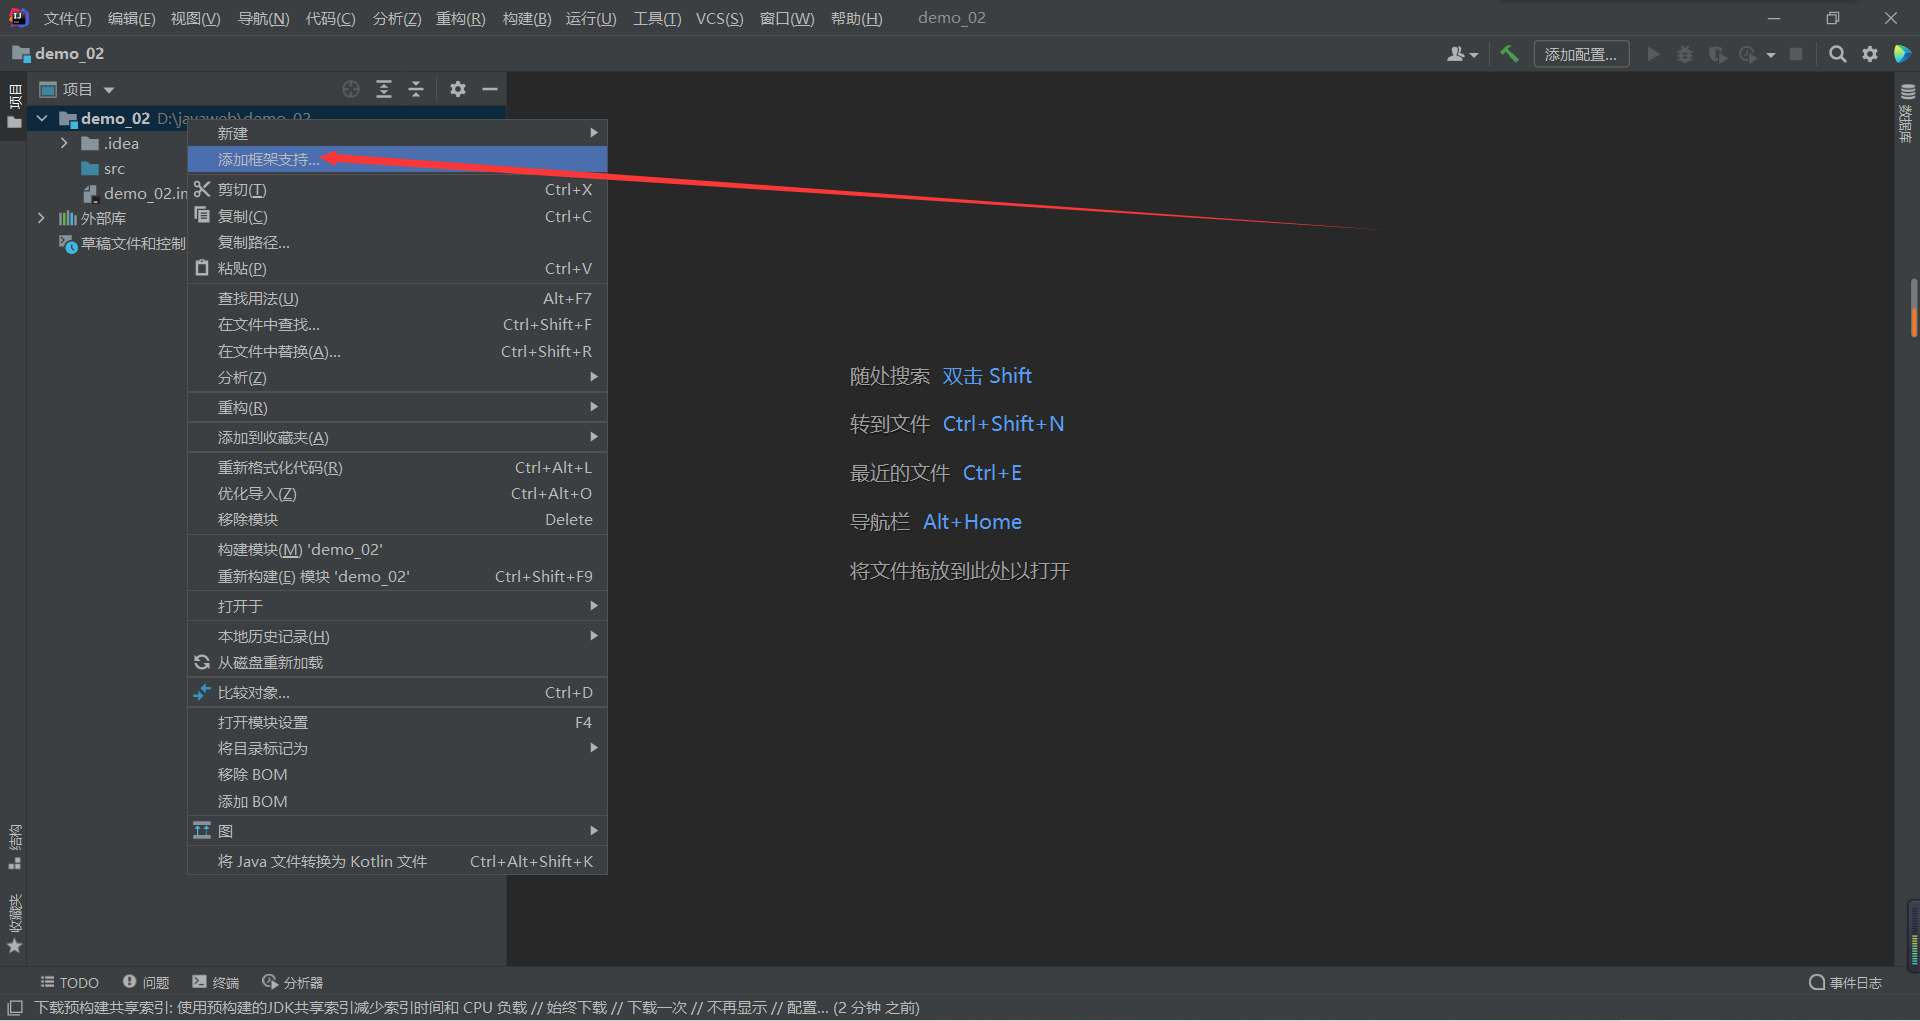 文件(F) 编辑(E) 视图(V) 导航(N) 代码(C) 分析(Z) 重构(R) 构建(B) 运行(U) 工具(T) VCS(S) 窗口(W) 帮助(H) demo_02
demo_02
添加配置...
项目
项目
demo_02 D:\javaweb\demo_02
.idea
src
demo_02.im
外部库
草稿文件和控制
新建
添加框架支持...
剪切(T) Ctrl+X
复制(C) Ctrl+C
复制路径...
粘贴(P) Ctrl+V
查找用法(U) Alt+F7
在文件中查找... Ctrl+Shift+F
在文件中替换(A)... Ctrl+Shift+R
分析(Z)
重构(R)
添加到收藏夹(A)
重新格式化代码(R) Ctrl+Alt+L
优化导入(Z) Ctrl+Alt+O
移除模块 Delete
构建模块(M) 'demo_02'
重新构建(E) 模块 'demo_02' Ctrl+Shift+F9
打开于
本地历史记录(H)
从磁盘重新加载
比较对象... Ctrl+D
打开模块设置 F4
将目录标记为
移除 BOM
添加 BOM
图
将 Java 文件转换为 Kotlin 文件 Ctrl+Alt+Shift+K
随处搜索 双击 Shift
转到文件 Ctrl+Shift+N
最近的文件 Ctrl+E
导航栏 Alt+Home
将文件拖放到此处以打开
数据库
结构
收藏夹
TODO 问题 终端 分析器 事件日志
下载预构建共享索引: 使用预构建的JDK共享索引减少索引时间和 CPU 负载 // 始终下载 // 下载一次 // 不再显示 // 配置... (2 分钟 之前)